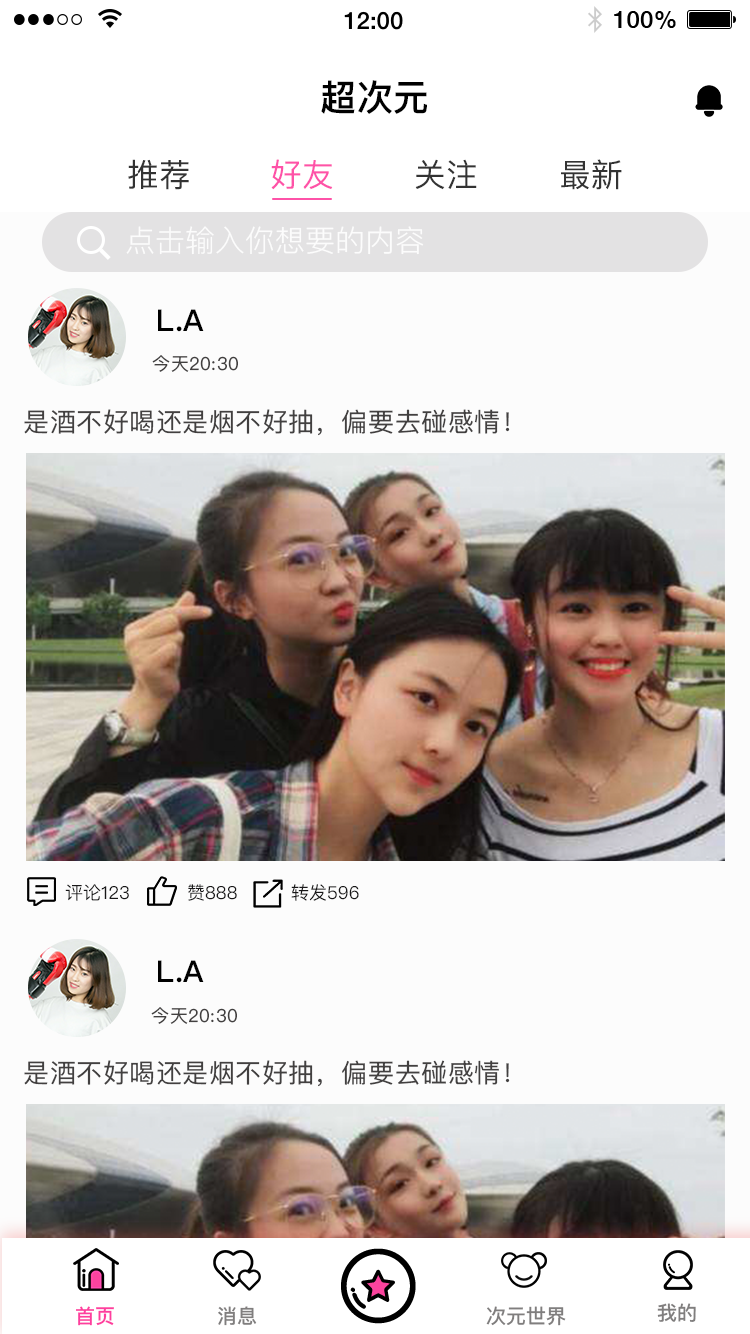 12:00
100%
超次元
推荐 好友 关注 最新
点击输入你想要的内容
L.A
今天20:30
是酒不好喝还是烟不好抽，偏要去碰感情！
评论123 赞888 转发596
L.A
今天20:30
是酒不好喝还是烟不好抽，偏要去碰感情！
首页 消息 次元世界 我的